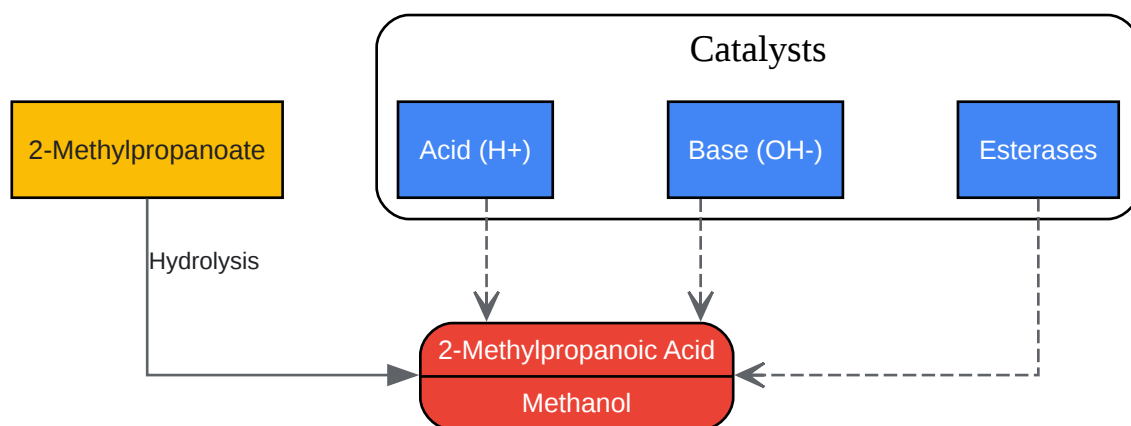 Catalysts
2-Methylpropanoate
Acid (H+)
Base (OH-)
Esterases
Hydrolysis
2-Methylpropanoic Acid
Methanol